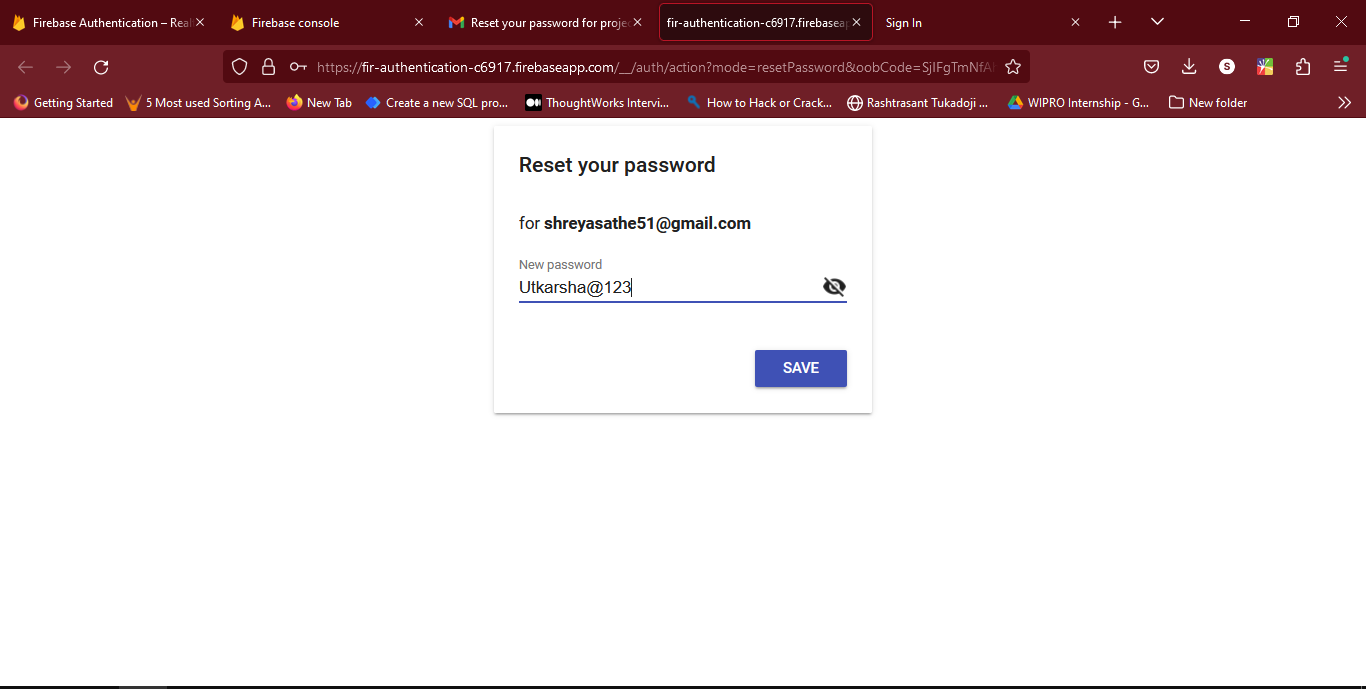 Firebase Authentication – Real
Firebase console
Reset your password for proje
fir-authentication-c6917.firebaseap
Sign In
https://fir-authentication-c6917.firebaseapp.com/__/auth/action?mode=resetPassword&oobCode=SjIFgTmNfA
S
Getting Started
5 Most used Sorting A...
New Tab
Create a new SQL pro...
ThoughtWorks Intervi...
How to Hack or Crack...
Rashtrasant Tukadoji ...
WIPRO Internship - G...
New folder
Reset your password
for shreyasathe51@gmail.com
New password
Utkarsha@123
SAVE